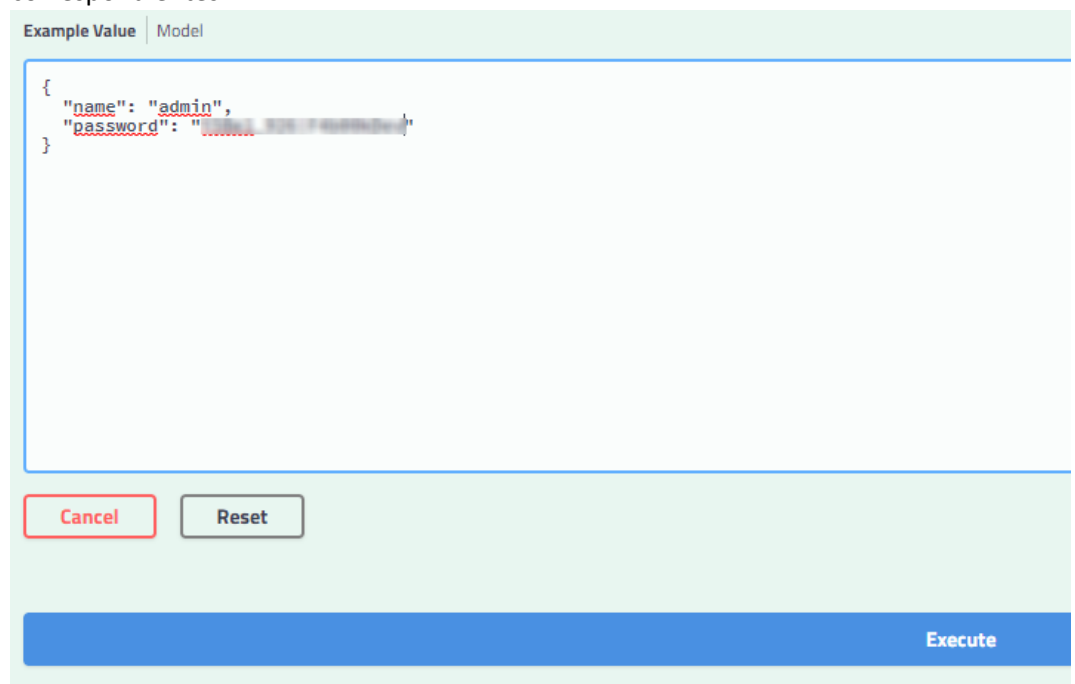 Example Value Model
{
"name": "admin",
"password": ""
}
Cancel Reset
Execute